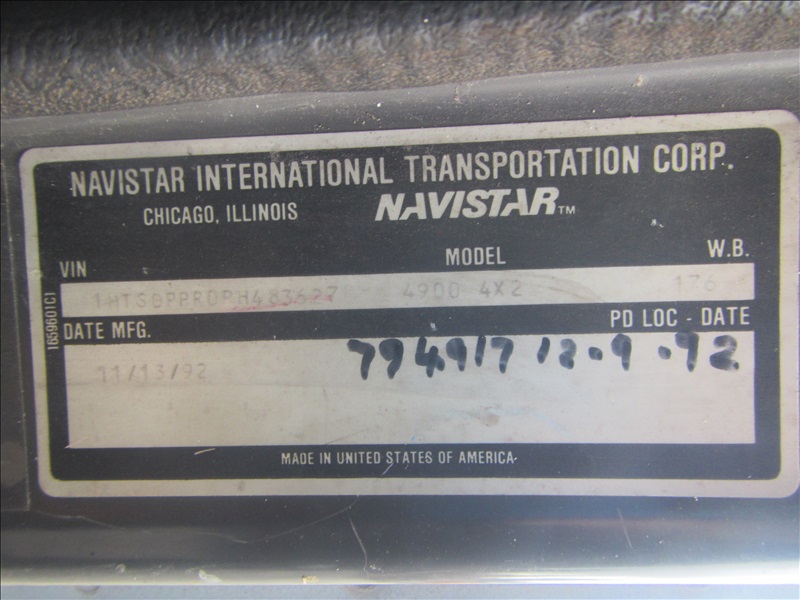 NAVISTAR INTERNATIONAL TRANSPORTATION CORP.
CHICAGO, ILLINOIS NAVISTAR™
VIN MODEL W.B.
1HTSDPPR0PH483627 4900 4X2 176
DATE MFG. PD LOC - DATE
11/13/92 794917 12.9.92
MADE IN UNITED STATES OF AMERICA
1659601C1